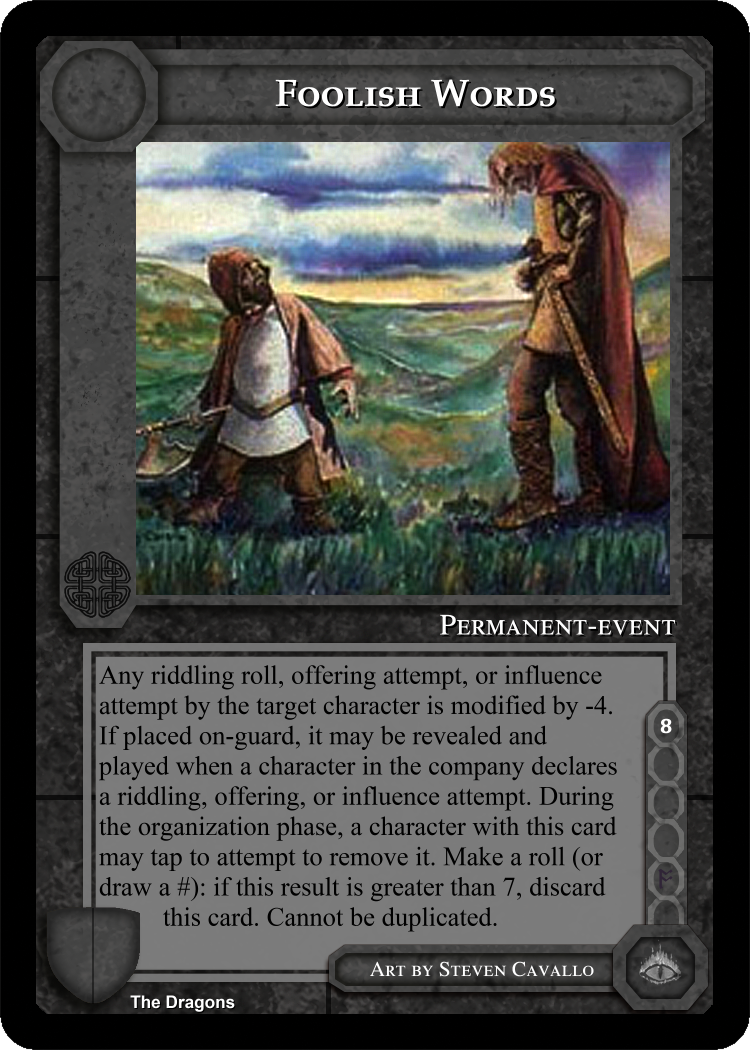 Foolish Words
Permanent-event
Any riddling roll, offering attempt, or influence
attempt by the target character is modified by -4.
If placed on-guard, it may be revealed and
played when a character in the company declares
a riddling, offering, or influence attempt. During
the organization phase, a character with this card
may tap to attempt to remove it. Make a roll (or
draw a #): if this result is greater than 7, discard
this card. Cannot be duplicated.
8
Art by Steven Cavallo
The Dragons